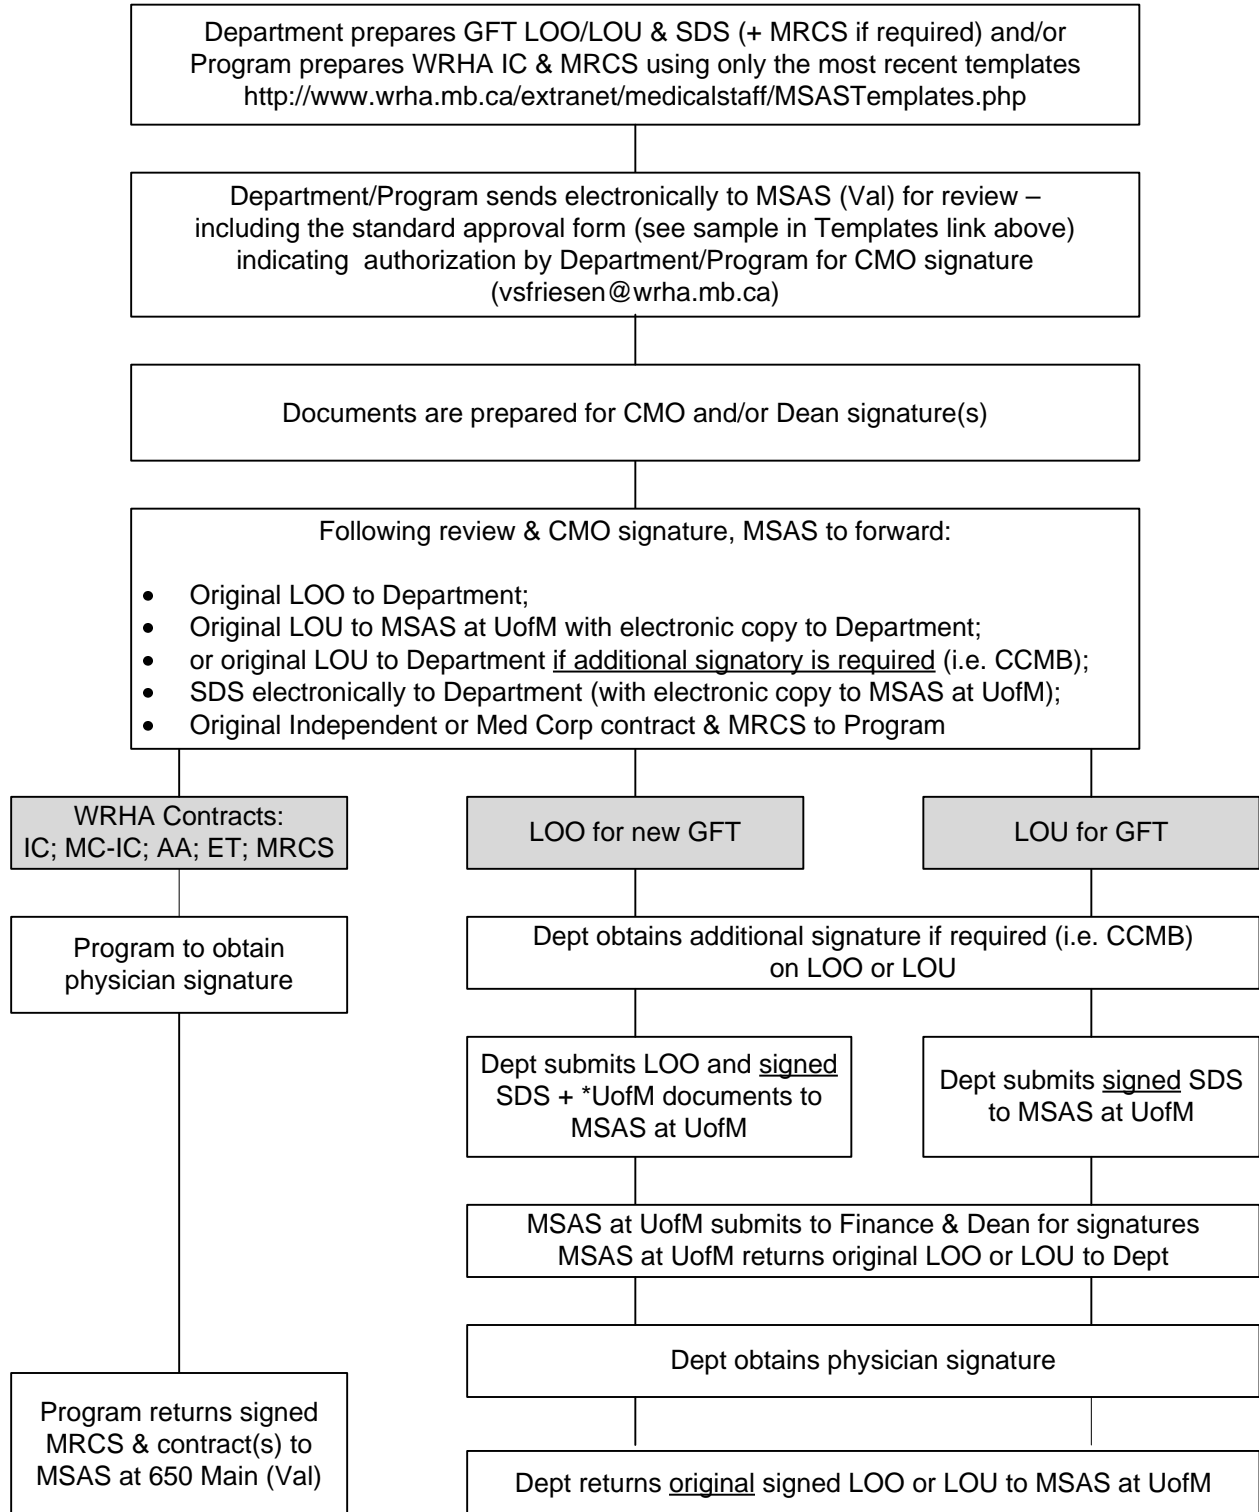 Department prepares GFT LOO/LOU & SDS (+ MRCS if required) and/or
Program prepares WRHA IC & MRCS using only the most recent templates
http://www.wrha.mb.ca/extranet/medicalstaff/MSASTemplates.php
Department/Program sends electronically to MSAS (Val) for review –
including the standard approval form (see sample in Templates link above)
indicating authorization by Department/Program for CMO signature
(vsfriesen@wrha.mb.ca)
Documents are prepared for CMO and/or Dean signature(s)
Following review & CMO signature, MSAS to forward:
• Original LOO to Department;
• Original LOU to MSAS at UofM with electronic copy to Department;
• or original LOU to Department if additional signatory is required (i.e. CCMB);
• SDS electronically to Department (with electronic copy to MSAS at UofM);
• Original Independent or Med Corp contract & MRCS to Program
WRHA Contracts:
IC; MC-IC; AA; ET; MRCS
LOO for new GFT
LOU for GFT
Program to obtain
physician signature
Dept obtains additional signature if required (i.e. CCMB)
on LOO or LOU
Dept submits LOO and signed
SDS + *UofM documents to
MSAS at UofM
Dept submits signed SDS
to MSAS at UofM
MSAS at UofM submits to Finance & Dean for signatures
MSAS at UofM returns original LOO or LOU to Dept
Dept obtains physician signature
Program returns signed
MRCS & contract(s) to
MSAS at 650 Main (Val)
Dept returns original signed LOO or LOU to MSAS at UofM